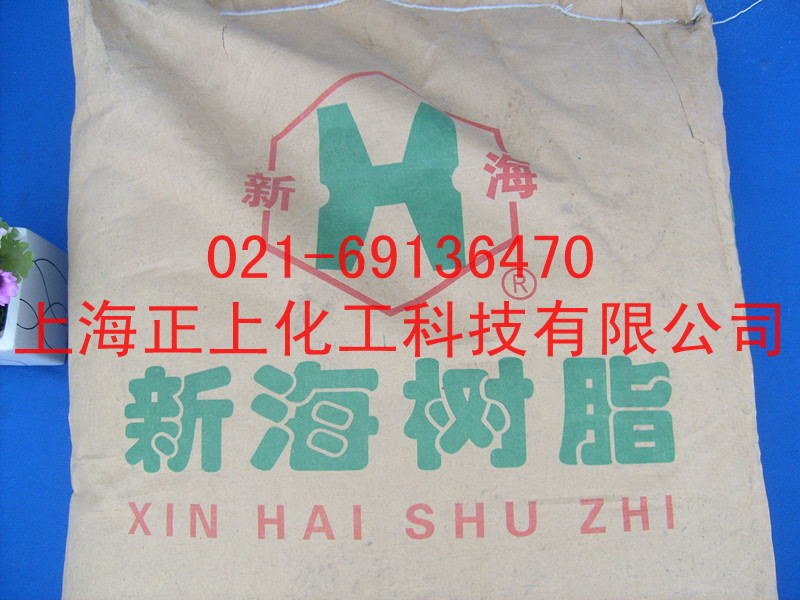 新 海
H
021-69136470
®
上海正上化工科技有限公司
新海树脂
XIN HAI SHU ZHI